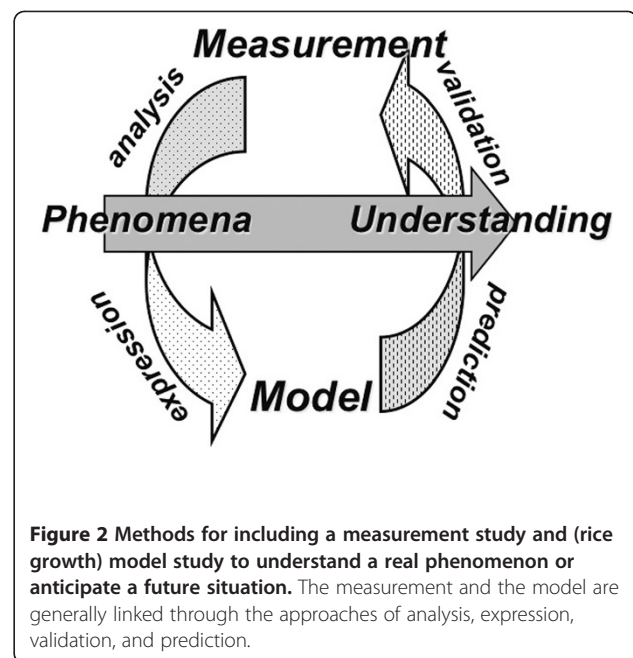 Measurement
analysis
validation
Phenomena
Understanding
expression
prediction
Model
Figure 2 Methods for including a measurement study and (rice
growth) model study to understand a real phenomenon or
anticipate a future situation. The measurement and the model are
generally linked through the approaches of analysis, expression,
validation, and prediction.